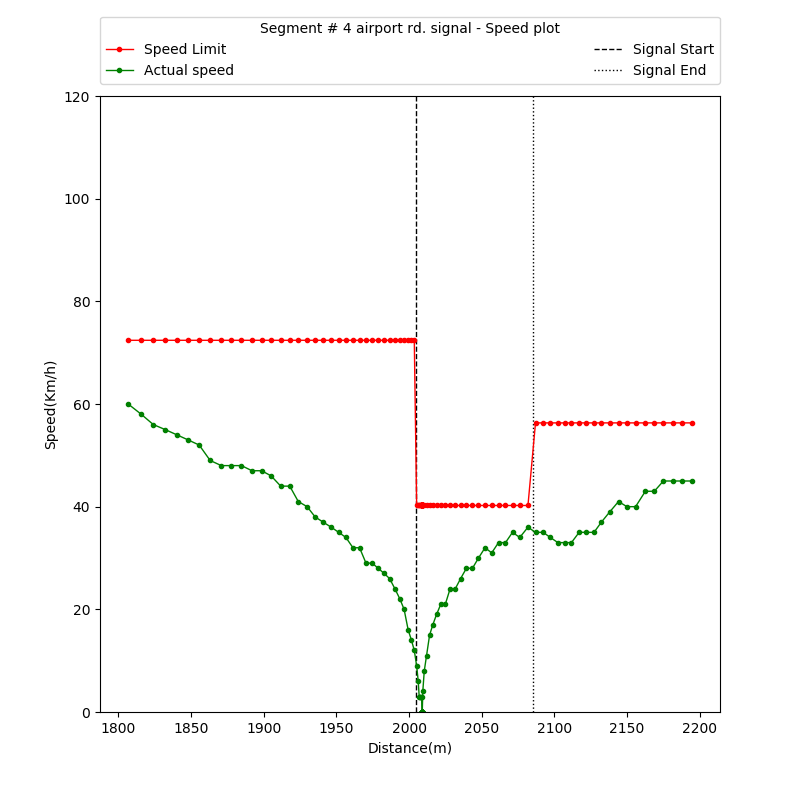 Segment # 4 airport rd. signal - Speed plot
Speed Limit
Actual speed
Signal Start
Signal End
120
100
80
60
40
20
0
Speed(Km/h)
1800 1850 1900 1950 2000 2050 2100 2150 2200
Distance(m)